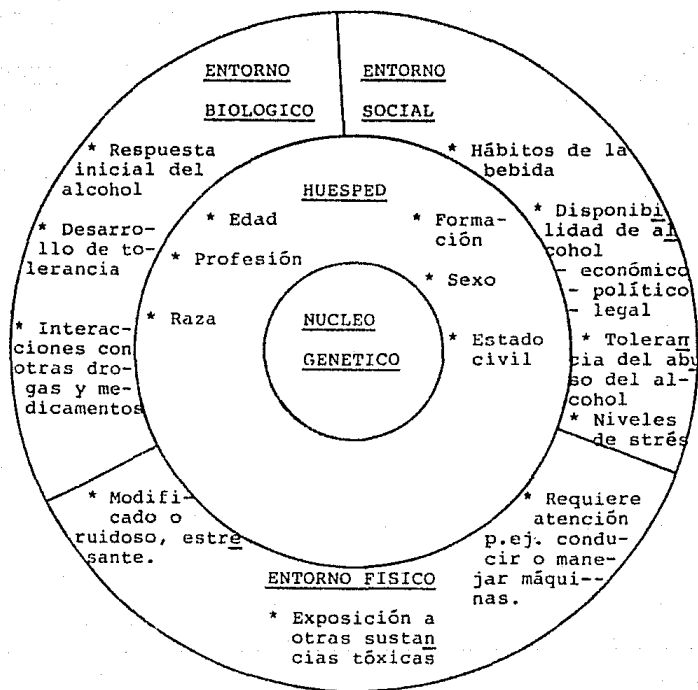 ENTORNO
BIOLOGICO
* Respuesta
inicial del
alcohol
* Desarro-
llo de to-
lerancia
* Interac-
ciones con
otras dro-
gas y me-
dicamentos
ENTORNO
SOCIAL
* Hábitos de la
bebida
* Disponibi
lidad de al
cohol
- económico
- político
- legal
* Toleran
cia del abu
so del al-
cohol
* Niveles
de strés
HUESPED
* Edad
* Profesión
* Raza
* Forma-
ción
* Sexo
* Estado
civil
NUCLEO
GENETICO
* Modifi-
cado o
ruidoso, estre
sante.
ENTORNO FISICO
* Exposición a
otras sustan
cias tóxicas
* Requiere
atención
p.ej. condu-
cir o mane-
jar máqui--
nas.